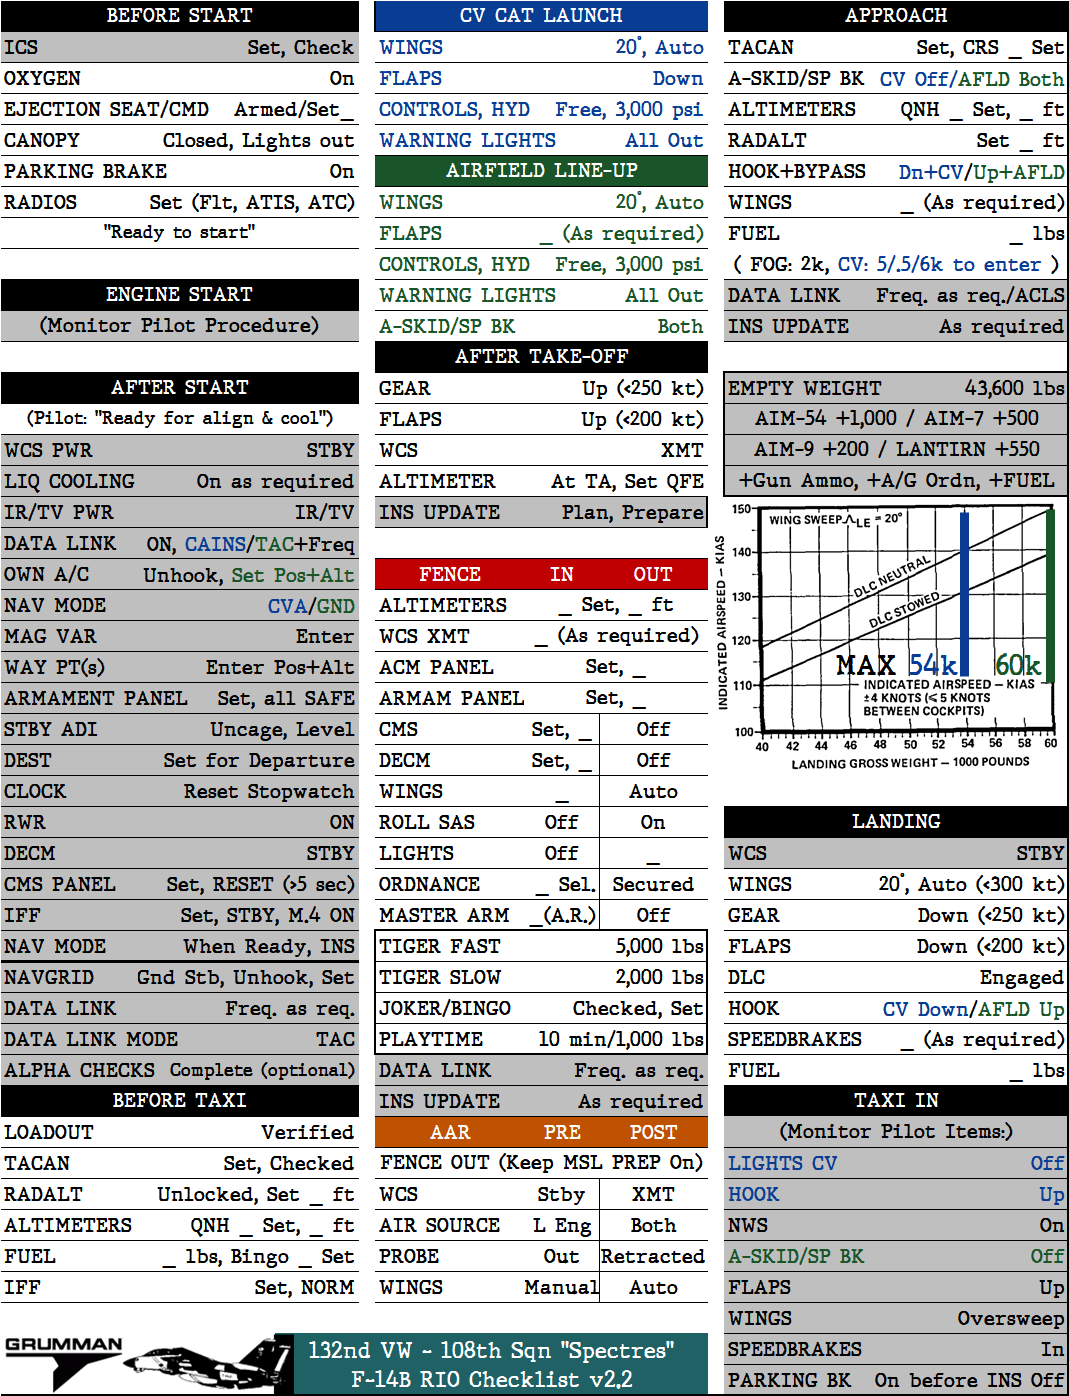 BEFORE START
ICS Set, Check
OXYGEN On
EJECTION SEAT/CMD Armed/Set_
CANOPY Closed, Lights out
PARKING BRAKE On
RADIOS Set (Flt, ATIS, ATC)
"Ready to start"
ENGINE START
(Monitor Pilot Procedure)
AFTER START
(Pilot: "Ready for align & cool")
WCS PWR STBY
LIQ COOLING On as required
IR/TV PWR IR/TV
DATA LINK ON, CAINS/TAC+Freq
OWN A/C Unhook, Set Pos+Alt
NAV MODE CVA/GND
MAG VAR Enter
WAY PT(s) Enter Pos+Alt
ARMAMENT PANEL Set, all SAFE
STBY ADI Uncage, Level
DEST Set for Departure
CLOCK Reset Stopwatch
RWR ON
DECM STBY
CMS PANEL Set, RESET (>5 sec)
IFF Set, STBY, M.4 ON
NAV MODE When Ready, INS
NAVGRID Gnd Stb, Unhook, Set
DATA LINK Freq. as req.
DATA LINK MODE TAC
ALPHA CHECKS Complete (optional)
BEFORE TAXI
LOADOUT Verified
TACAN Set, Checked
RADALT Unlocked, Set _ ft
ALTIMETERS QNH _ Set, _ ft
FUEL _ lbs, Bingo _ Set
IFF Set, NORM
GRUMMAN
CV CAT LAUNCH
WINGS 20°, Auto
FLAPS Down
CONTROLS, HYD Free, 3,000 psi
WARNING LIGHTS All Out
AIRFIELD LINE-UP
WINGS 20°, Auto
FLAPS _ (As required)
CONTROLS, HYD Free, 3,000 psi
WARNING LIGHTS All Out
A-SKID/SP BK Both
AFTER TAKE-OFF
GEAR Up (<250 kt)
FLAPS Up (<200 kt)
WCS XMT
ALTIMETER At TA, Set QFE
INS UPDATE Plan, Prepare
FENCE IN OUT
ALTIMETERS _ Set, _ ft
WCS XMT _ (As required)
ACM PANEL Set, _
ARMAM PANEL Set, _
CMS Set, _ Off
DECM Set, _ Off
WINGS _ Auto
ROLL SAS Off On
LIGHTS Off _
ORDNANCE _ Sel. Secured
MASTER ARM _(A.R.) Off
TIGER FAST 5,000 lbs
TIGER SLOW 2,000 lbs
JOKER/BINGO Checked, Set
PLAYTIME 10 min/1,000 lbs
DATA LINK Freq. as req.
INS UPDATE As required
AAR PRE POST
FENCE OUT (Keep MSL PREP On)
WCS Stby XMT
AIR SOURCE L Eng Both
PROBE Out Retracted
WINGS Manual Auto
132nd VW - 108th Sqn "Spectres"
F-14B RIO Checklist v2.2
APPROACH
TACAN Set, CRS _ Set
A-SKID/SP BK CV Off/AFLD Both
ALTIMETERS QNH _ Set, _ ft
RADALT Set _ ft
HOOK+BYPASS Dn+CV/Up+AFLD
WINGS _ (As required)
FUEL _ lbs
( FOG: 2k, CV: 5/.5/6k to enter )
DATA LINK Freq. as req./ACLS
INS UPDATE As required
EMPTY WEIGHT 43,600 lbs
AIM-54 +1,000 / AIM-7 +500
AIM-9 +200 / LANTIRN +550
+Gun Ammo, +A/G Ordn, +FUEL
INDICATED AIRSPEED – KIAS
150
140
130
120
110
100
WING SWEEP ΛLE = 20°
DLC NEUTRAL
DLC STOWED
MAX 54k 60k
INDICATED AIRSPEED – KIAS
±4 KNOTS (≤ 5 KNOTS
BETWEEN COCKPITS)
40 42 44 46 48 50 52 54 56 58 60
LANDING GROSS WEIGHT – 1000 POUNDS
LANDING
WCS STBY
WINGS 20°, Auto (<300 kt)
GEAR Down (<250 kt)
FLAPS Down (<200 kt)
DLC Engaged
HOOK CV Down/AFLD Up
SPEEDBRAKES _ (As required)
FUEL _ lbs
TAXI IN
(Monitor Pilot Items:)
LIGHTS CV Off
HOOK Up
NWS On
A-SKID/SP BK Off
FLAPS Up
WINGS Oversweep
SPEEDBRAKES In
PARKING BK On before INS Off